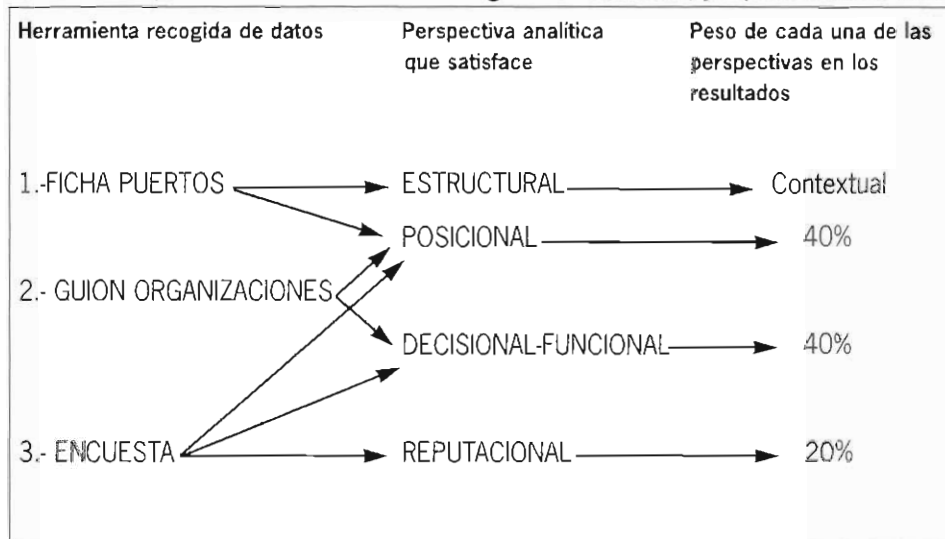 Herramienta recogida de datos
Perspectiva analítica
que satisface
Peso de cada una de las
perspectivas en los
resultados
1.-FICHA PUERTOS
ESTRUCTURAL
Contextual
POSICIONAL
40%
2.- GUION ORGANIZACIONES
DECISIONAL-FUNCIONAL
40%
3.- ENCUESTA
REPUTACIONAL
20%